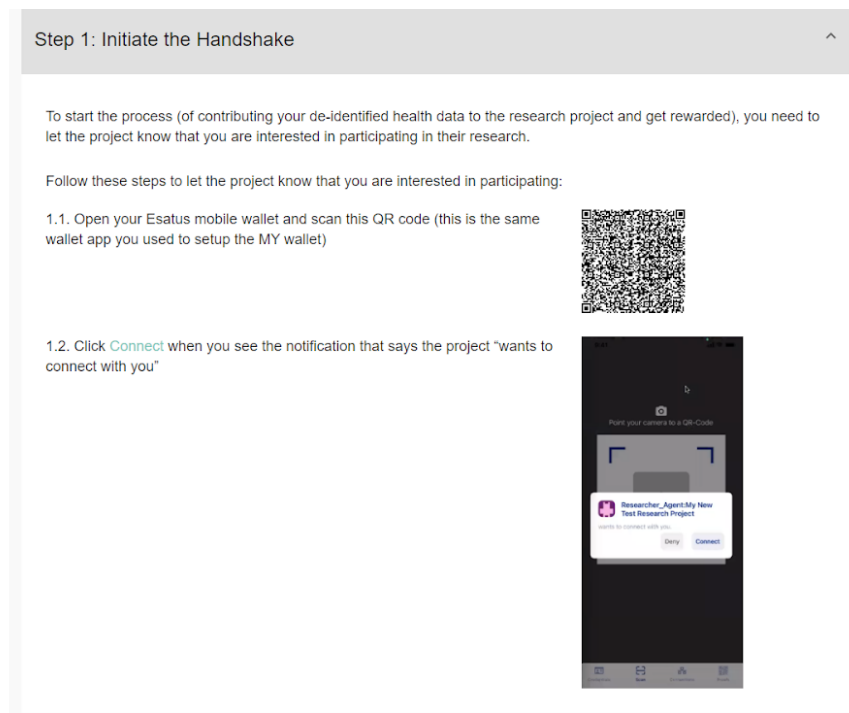 Step 1: Initiate the Handshake
To start the process (of contributing your de-identified health data to the research project and get rewarded), you need to
let the project know that you are interested in participating in their research.
Follow these steps to let the project know that you are interested in participating:
1.1. Open your Esatus mobile wallet and scan this QR code (this is the same
wallet app you used to setup the MY wallet)
1.2. Click Connect when you see the notification that says the project “wants to
connect with you”
Point your camera to a QR-Code
Researcher_Agent:My New
Test Research Project
wants to connect with you.
Deny Connect
Scan